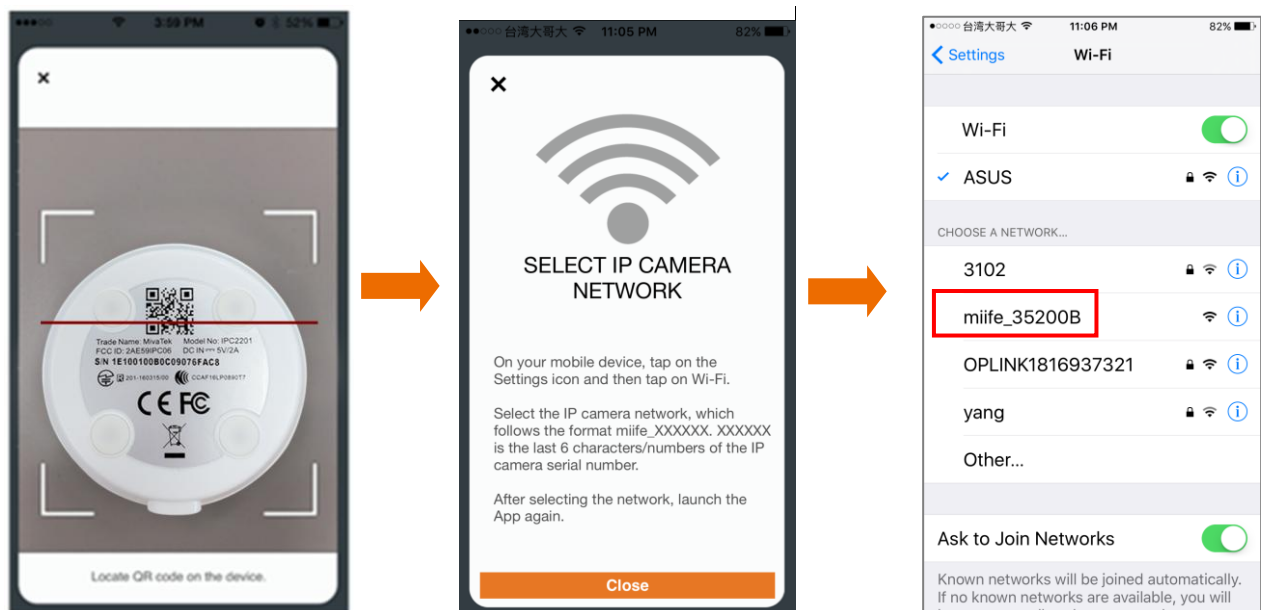 3:59 PM 52%
×
Trade Name: MivaTek Model No: IPC2201
FCC ID: 2AE59IPC06 DC IN 5V/2A
S/N 1E100100B0C09076FAC8
R 201-160315/00 CCAF16LP0890T7
CE FC
Locate QR code on the device.
台湾大哥大 11:05 PM 82%
×
SELECT IP CAMERA
NETWORK
On your mobile device, tap on the
Settings icon and then tap on Wi-Fi.
Select the IP camera network, which
follows the format miife_XXXXXX. XXXXXX
is the last 6 characters/numbers of the IP
camera serial number.
After selecting the network, launch the
App again.
Close
台湾大哥大 11:06 PM 82%
Settings Wi-Fi
Wi-Fi
ASUS
CHOOSE A NETWORK...
3102
miife_35200B
OPLINK1816937321
yang
Other...
Ask to Join Networks
Known networks will be joined automatically.
If no known networks are available, you will